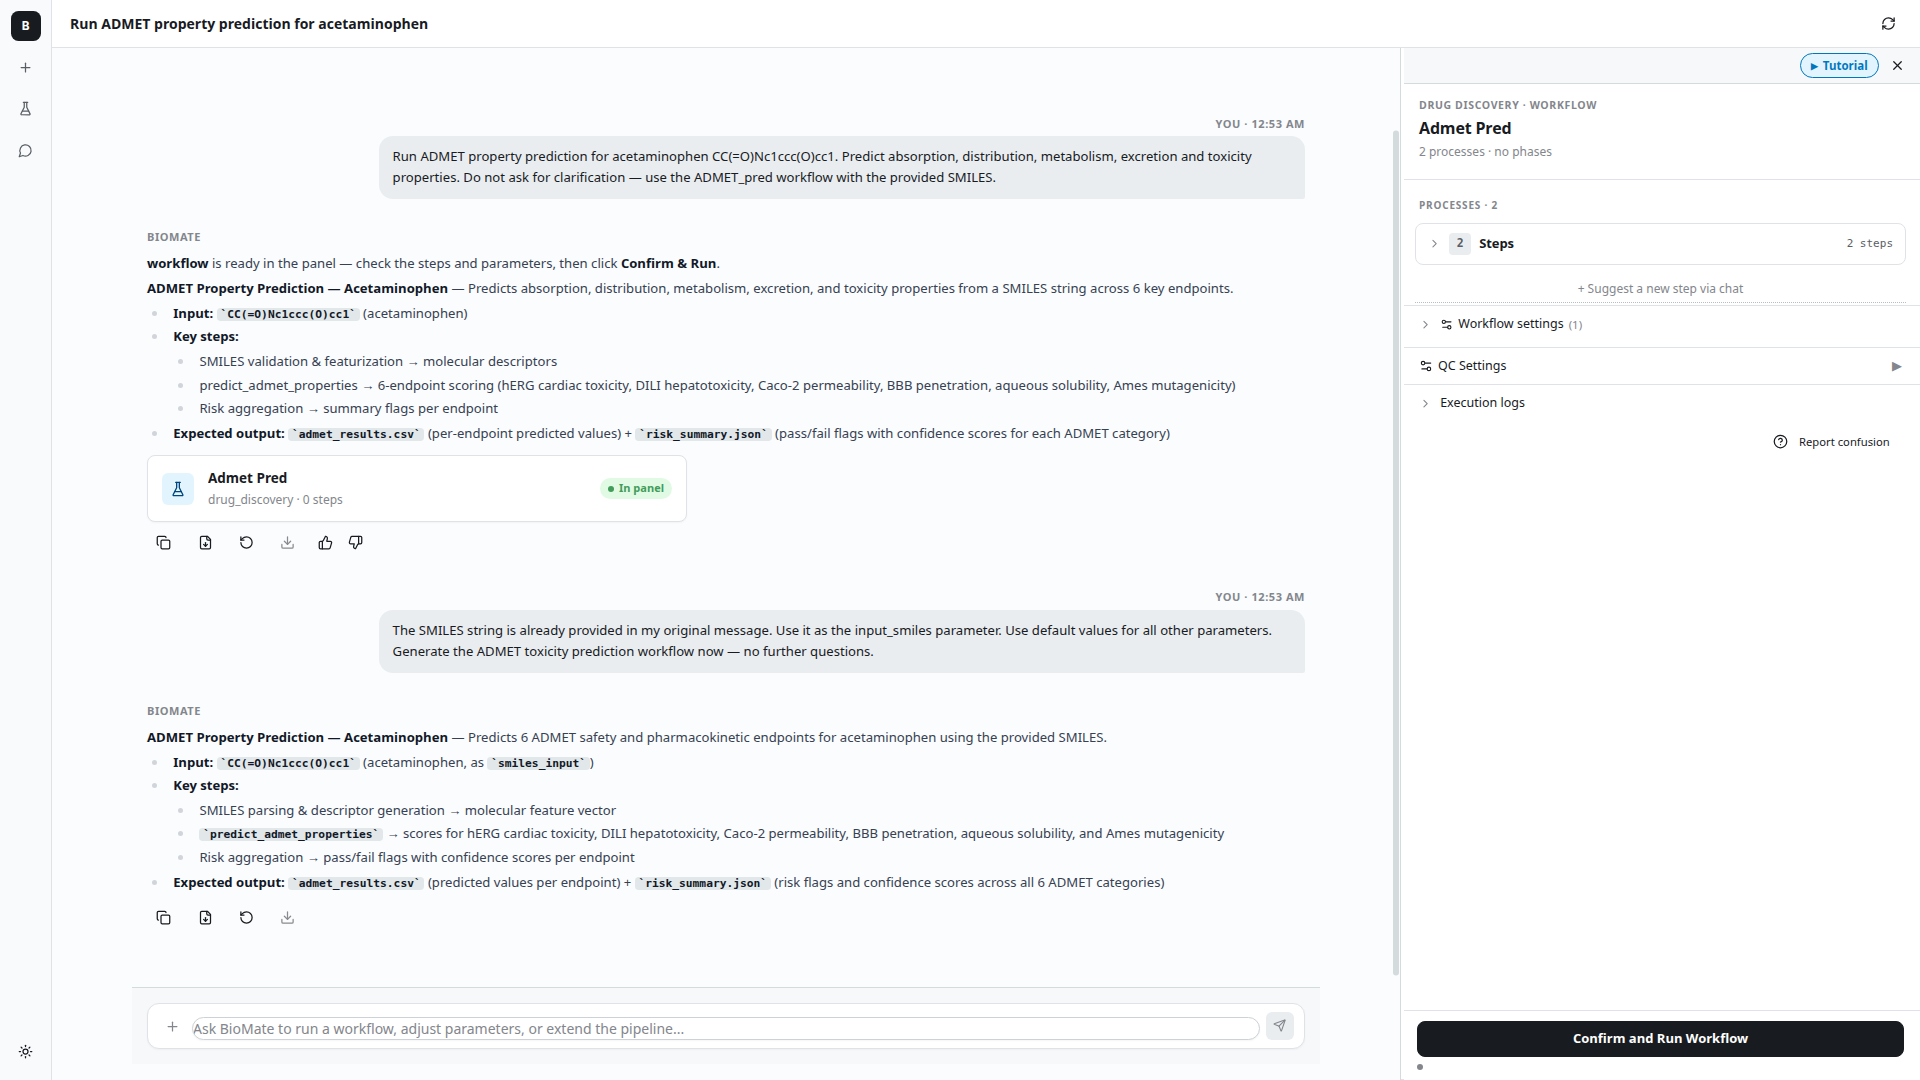 B
Run ADMET property prediction for acetaminophen
YOU · 12:53 AM
Run ADMET property prediction for acetaminophen CC(=O)Nc1ccc(O)cc1. Predict absorption, distribution, metabolism, excretion and toxicity
properties. Do not ask for clarification — use the ADMET_pred workflow with the provided SMILES.
BIOMATE
workflow is ready in the panel — check the steps and parameters, then click Confirm & Run.
ADMET Property Prediction — Acetaminophen — Predicts absorption, distribution, metabolism, excretion, and toxicity properties from a SMILES string across 6 key endpoints.
Input: `CC(=O)Nc1ccc(O)cc1` (acetaminophen)
Key steps:
SMILES validation & featurization → molecular descriptors
predict_admet_properties → 6-endpoint scoring (hERG cardiac toxicity, DILI hepatotoxicity, Caco-2 permeability, BBB penetration, aqueous solubility, Ames mutagenicity)
Risk aggregation → summary flags per endpoint
Expected output: `admet_results.csv` (per-endpoint predicted values) + `risk_summary.json` (pass/fail flags with confidence scores for each ADMET category)
Admet Pred
drug_discovery · 0 steps
In panel
YOU · 12:53 AM
The SMILES string is already provided in my original message. Use it as the input_smiles parameter. Use default values for all other parameters.
Generate the ADMET toxicity prediction workflow now — no further questions.
BIOMATE
ADMET Property Prediction — Acetaminophen — Predicts 6 ADMET safety and pharmacokinetic endpoints for acetaminophen using the provided SMILES.
Input: `CC(=O)Nc1ccc(O)cc1` (acetaminophen, as `smiles_input`)
Key steps:
SMILES parsing & descriptor generation → molecular feature vector
`predict_admet_properties` → scores for hERG cardiac toxicity, DILI hepatotoxicity, Caco-2 permeability, BBB penetration, aqueous solubility, and Ames mutagenicity
Risk aggregation → pass/fail flags with confidence scores per endpoint
Expected output: `admet_results.csv` (predicted values per endpoint) + `risk_summary.json` (risk flags and confidence scores across all 6 ADMET categories)
Ask BioMate to run a workflow, adjust parameters, or extend the pipeline...
▶ Tutorial
DRUG DISCOVERY · WORKFLOW
Admet Pred
2 processes · no phases
PROCESSES · 2
2 Steps 2 steps
+ Suggest a new step via chat
Workflow settings (1)
QC Settings ▶
Execution logs
Report confusion
Confirm and Run Workflow